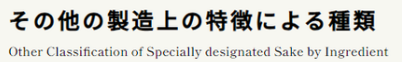 その他の製造上の特徴による種類
Other Classification of Specially designated Sake by Ingredient